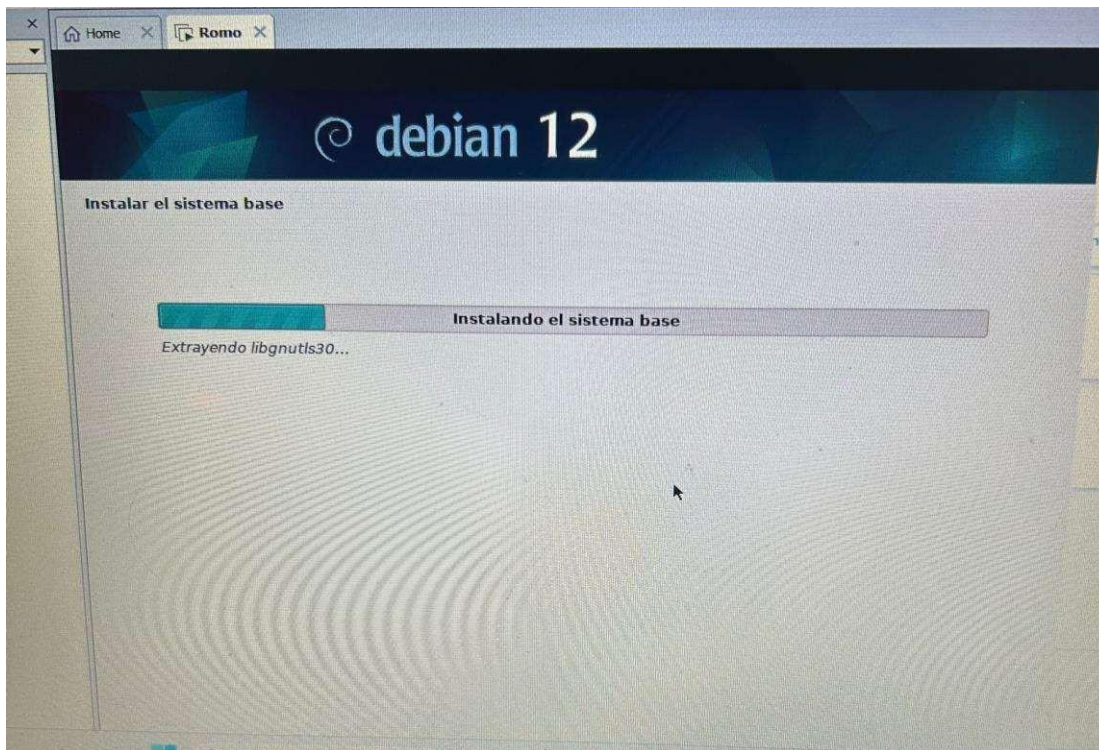 Home
Romo
debian 12
Instalar el sistema base
Instalando el sistema base
Extrayendo libgnutls30...